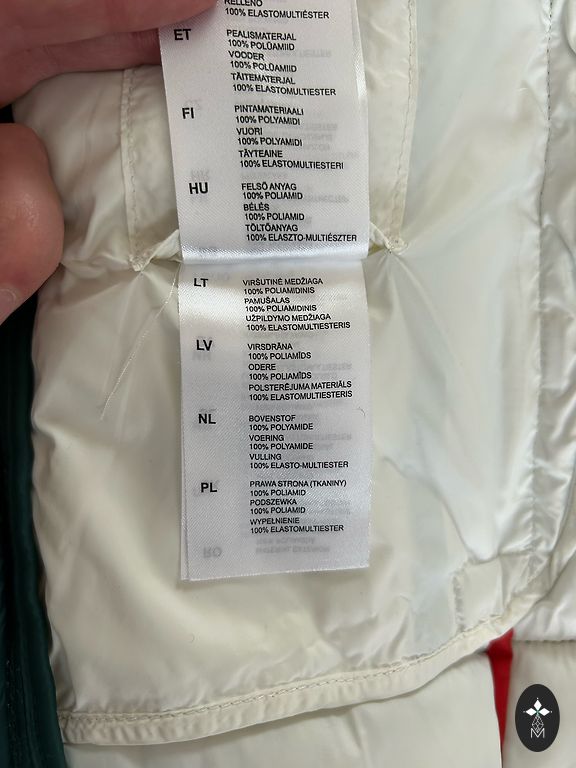 RELLENO
100% ELASTOMULTIÉSTER
ET
PEALISMATERJAL
100% POLÜAMIID
VOODER
100% POLÜAMIID
TÄITEMATERJAL
100% ELASTOMULTIESTER
FI
PINTAMATERIAALI
100% POLYAMIDI
VUORI
100% POLYAMIDI
TÄYTEAINE
100% ELASTOMULTIESTERI
HU
FELSŐ ANYAG
100% POLIAMID
BÉLÉS
100% POLIAMID
TÖLTŐANYAG
100% ELASZTO-MULTIÉSZTER
LT
VIRŠUTINĖ MEDŽIAGA
100% POLIAMIDINIS
PAMUŠALAS
100% POLIAMIDINIS
UŽPILDYMO MEDŽIAGA
100% ELASTOMULTIESTERIS
LV
VIRSDRĀNA
100% POLIAMĪDS
ODERE
100% POLIAMĪDS
POLSTERĒJUMA MATERIĀLS
100% ELASTOMULTIESTERIS
NL
BOVENSTOF
100% POLYAMIDE
VOERING
100% POLYAMIDE
VULLING
100% ELASTO-MULTIESTER
PL
PRAWA STRONA (TKANINY)
100% POLIAMID
PODSZEWKA
100% POLIAMID
WYPEŁNIENIE
100% ELASTOMULTIESTER
M